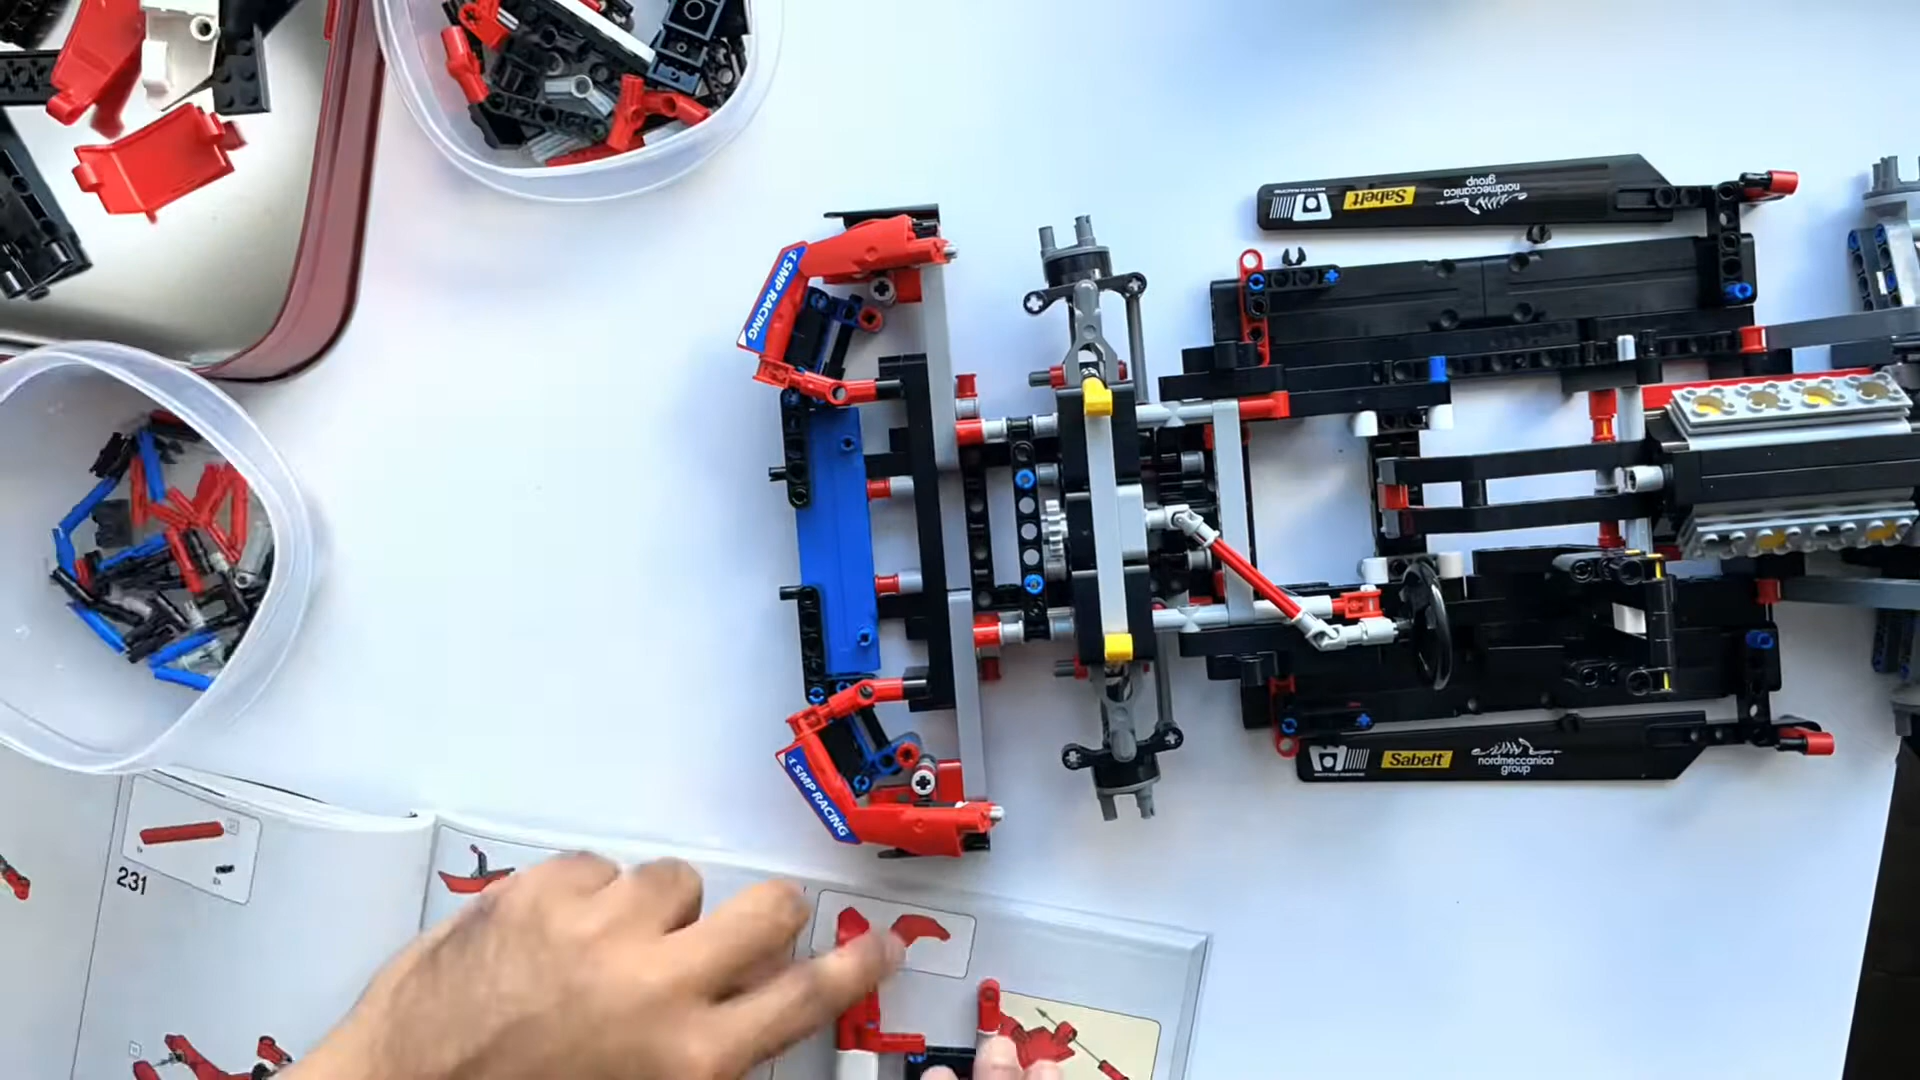 Sabelt
nordmeccanica
group
SMP RACING
Sabelt
nordmeccanica
group
SMP RACING
231